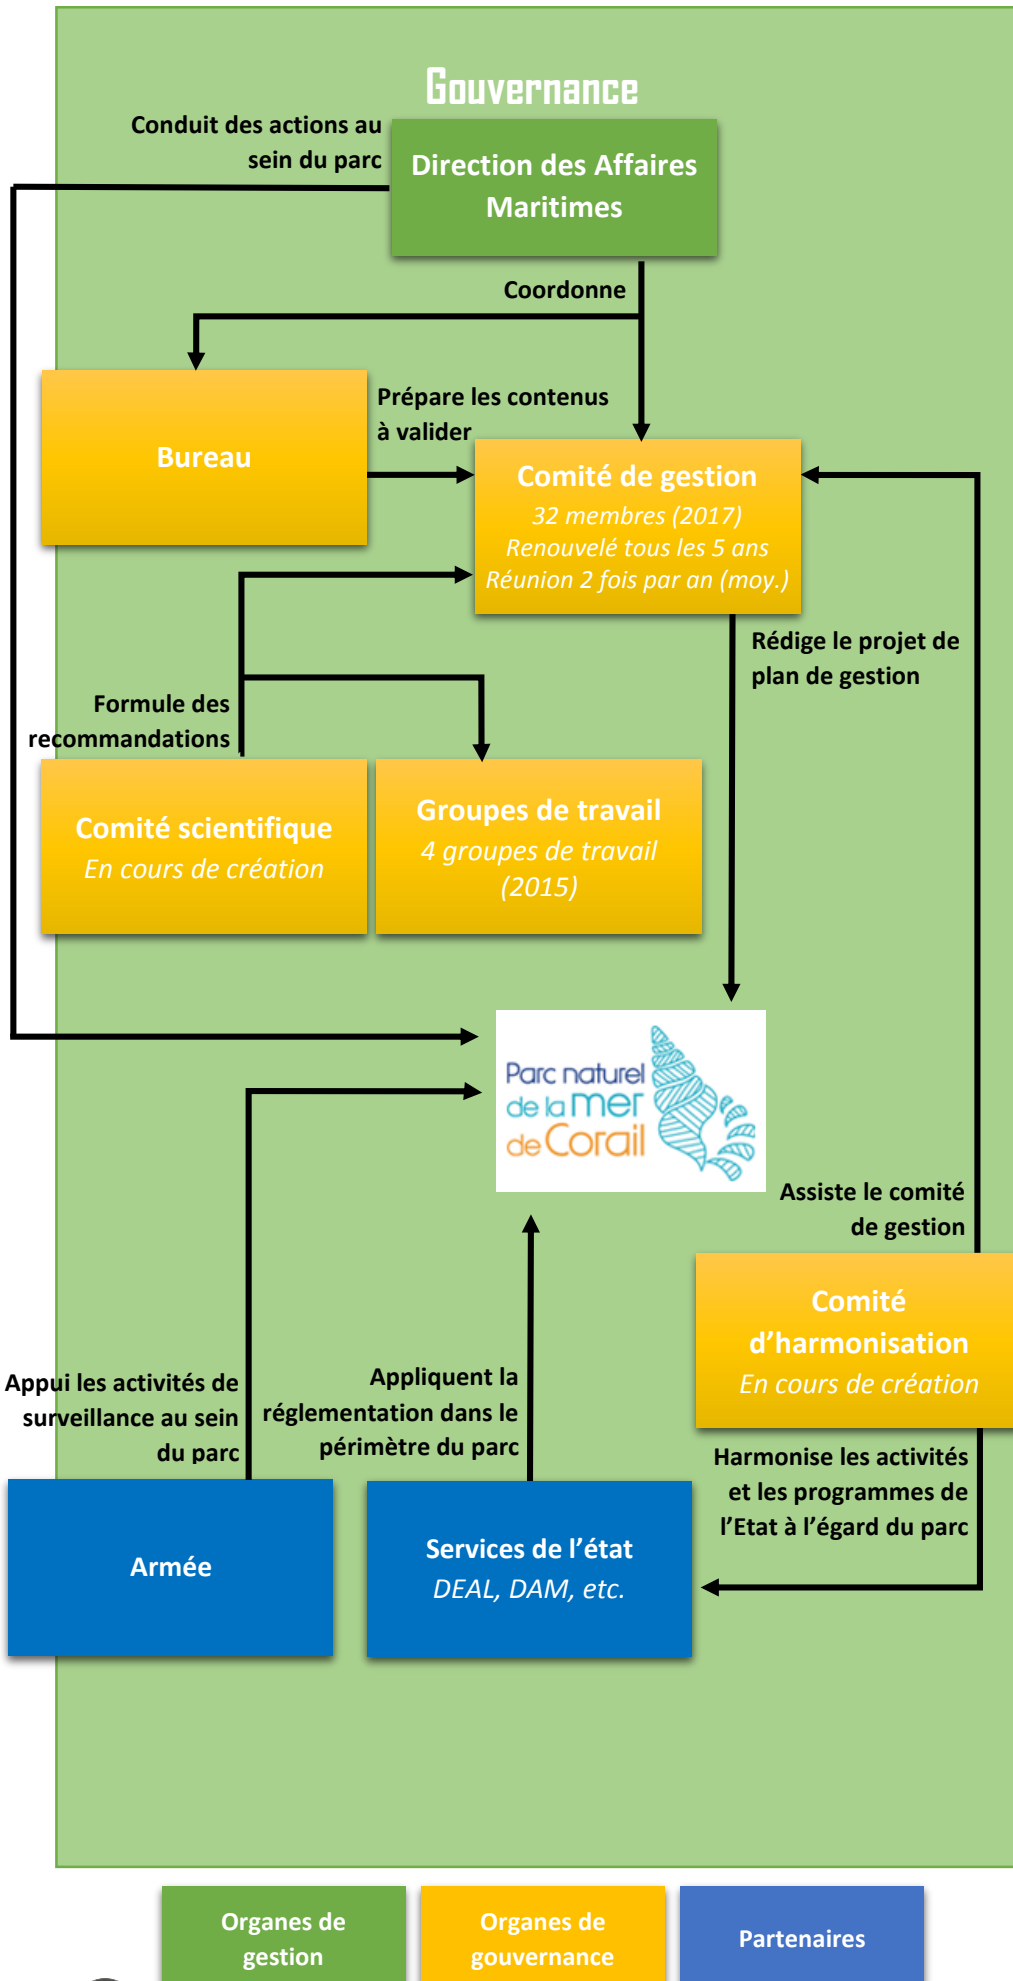 Gouvernance
Conduit des actions au
sein du parc
Direction des Affaires
Maritimes
Coordonne
Bureau
Prépare les contenus
à valider
Comité de gestion
32 membres (2017)
Renouvelé tous les 5 ans
Réunion 2 fois par an (moy.)
Rédige le projet de
plan de gestion
Formule des
recommandations
Comité scientifique
En cours de création
Groupes de travail
4 groupes de travail
(2015)
Parc naturel
de la mer
de Corail
Assiste le comité
de gestion
Comité
d'harmonisation
En cours de création
Appui les activités de
surveillance au sein
du parc
Appliquent la
réglementation dans le
périmètre du parc
Harmonise les activités
et les programmes de
l'Etat à l'égard du parc
Armée
Services de l'état
DEAL, DAM, etc.
Organes de
gestion
Organes de
gouvernance
Partenaires